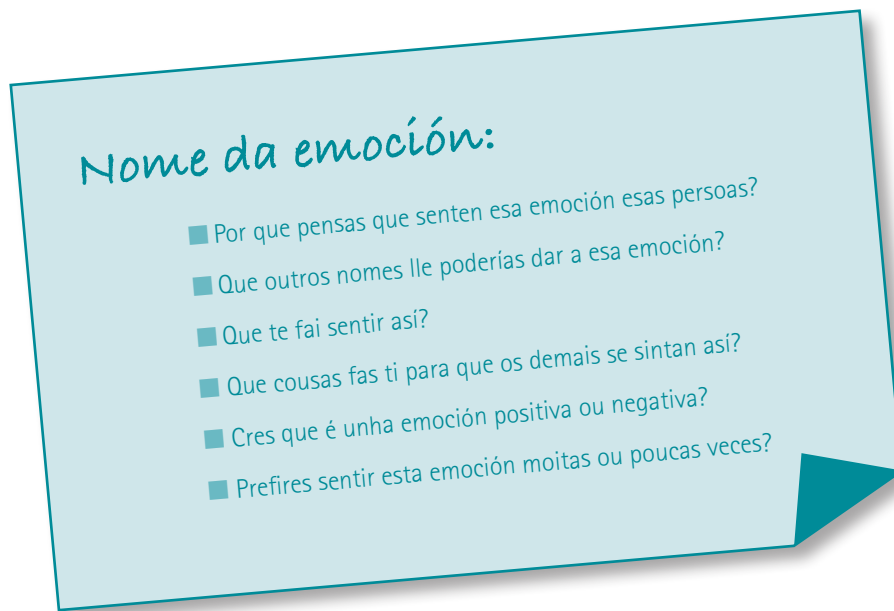 Nome da emoción:
Por que pensas que senten esa emoción esas persoas?
Que outros nomes lle poderías dar a esa emoción?
Que te fai sentir así?
Que cousas fas ti para que os demais se sintan así?
Cres que é unha emoción positiva ou negativa?
Prefires sentir esta emoción moitas ou poucas veces?